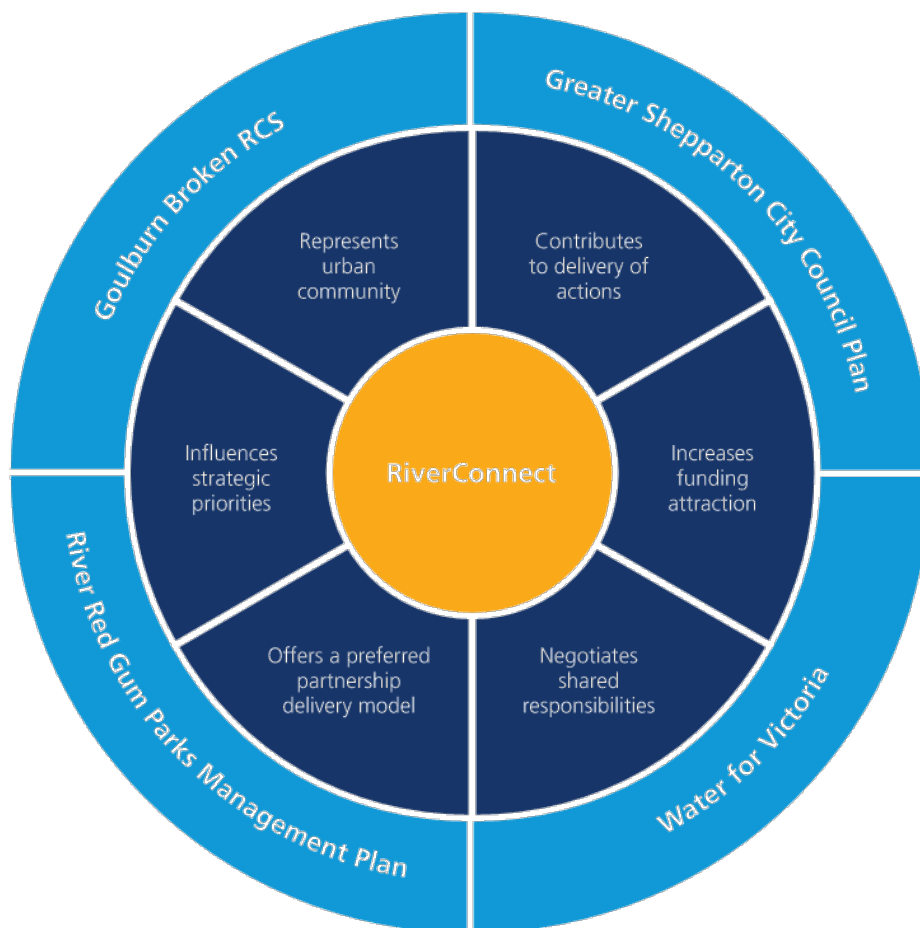 Goulburn Broken RCS
Greater Shepparton City Council Plan
Represents
urban
community
Contributes
to delivery of
actions
Influences
strategic
priorities
RiverConnect
Increases
funding
attraction
Offers a preferred
partnership
delivery model
Negotiates
shared
responsibilities
River Red Gum Parks Management Plan
Water for Victoria